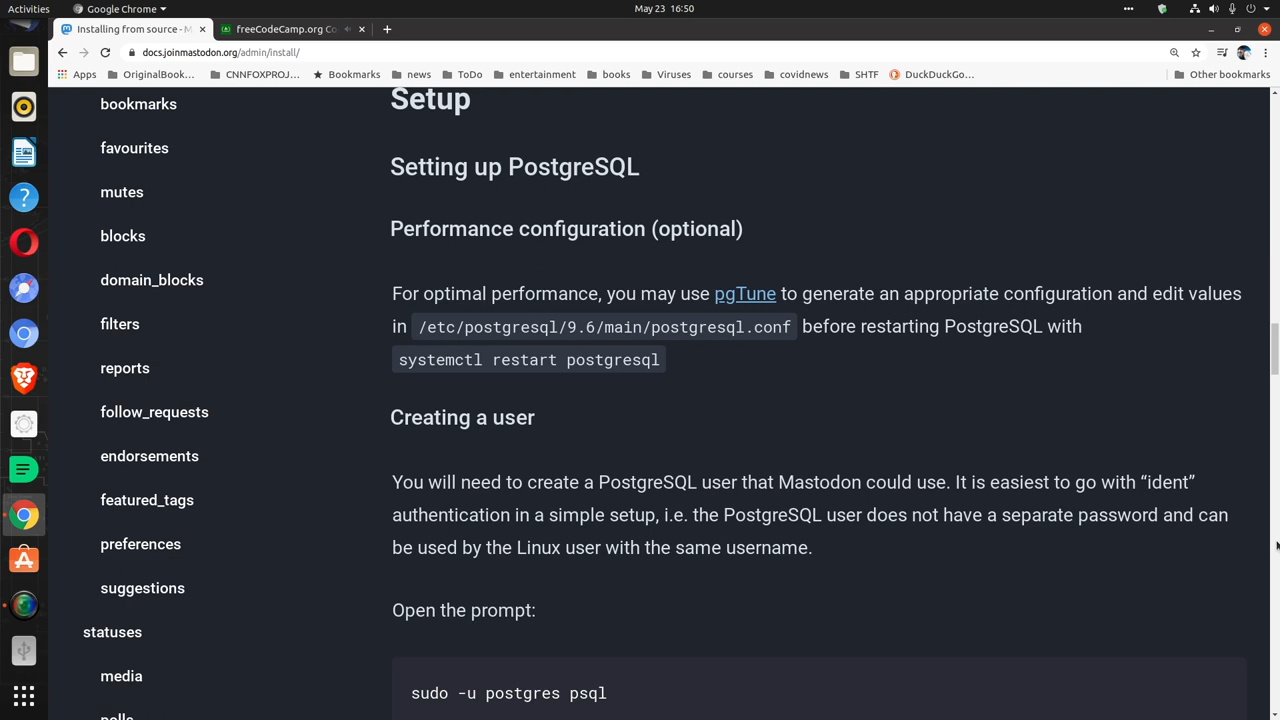 Activities
Google Chrome
May 23 16:50
Installing from source - M
freeCodeCamp.org Co
docs.joinmastodon.org/admin/install/
Apps
OriginalBook...
CNNFOXPROJ...
Bookmarks
news
ToDo
entertainment
books
Viruses
courses
covidnews
SHTF
DuckDuckGo...
Other bookmarks
bookmarks
favourites
mutes
blocks
domain_blocks
filters
reports
follow_requests
endorsements
featured_tags
preferences
suggestions
statuses
media
polls
Setup
Setting up PostgreSQL
Performance configuration (optional)
For optimal performance, you may use pgTune to generate an appropriate configuration and edit values
in /etc/postgresql/9.6/main/postgresql.conf before restarting PostgreSQL with
systemctl restart postgresql
Creating a user
You will need to create a PostgreSQL user that Mastodon could use. It is easiest to go with “ident”
authentication in a simple setup, i.e. the PostgreSQL user does not have a separate password and can
be used by the Linux user with the same username.
Open the prompt:
sudo -u postgres psql